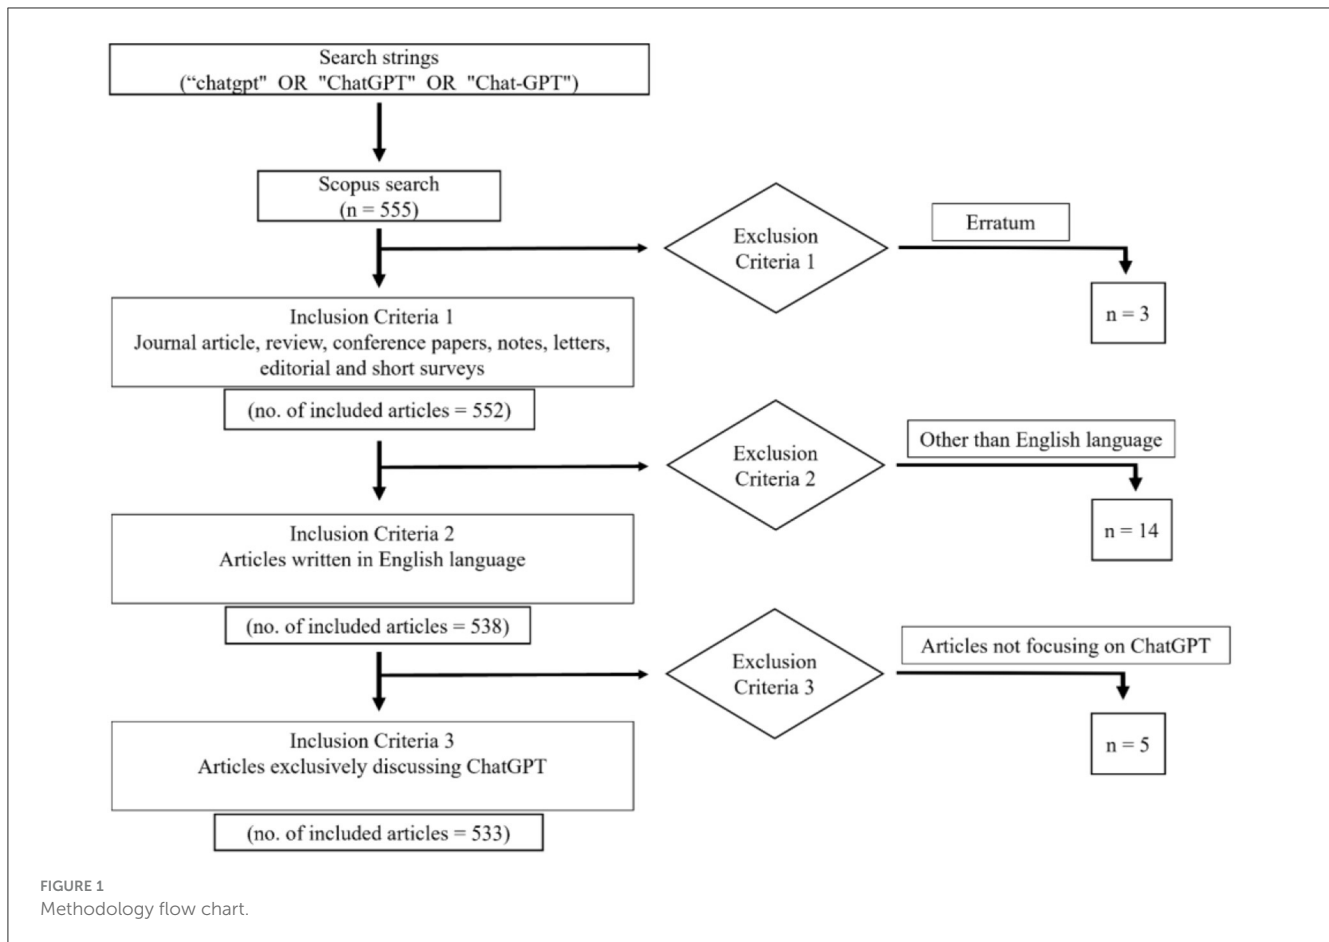 Search strings
(“chatgpt" OR "ChatGPT" OR "Chat-GPT")
Scopus search
(n = 555)
Exclusion
Criteria 1
Erratum
n = 3
Inclusion Criteria 1
Journal article, review, conference papers, notes, letters,
editorial and short surveys
(no. of included articles = 552)
Exclusion
Criteria 2
Other than English language
n = 14
Inclusion Criteria 2
Articles written in English language
(no. of included articles = 538)
Exclusion
Criteria 3
Articles not focusing on ChatGPT
n = 5
Inclusion Criteria 3
Articles exclusively discussing ChatGPT
(no. of included articles = 533)
FIGURE 1
Methodology flow chart.